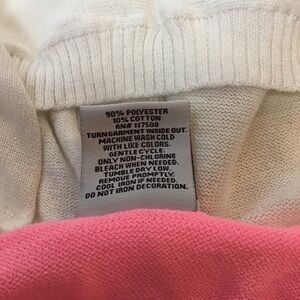 90% POLYESTER
10% COTTON
RN# 117509
TURN GARMENT INSIDE OUT.
MACHINE WASH COLD
WITH LIKE COLORS.
GENTLE CYCLE.
ONLY NON-CHLORINE
BLEACH WHEN NEEDED.
TUMBLE DRY LOW.
REMOVE PROMPTLY.
COOL IRON IF NEEDED.
DO NOT IRON DECORATION.